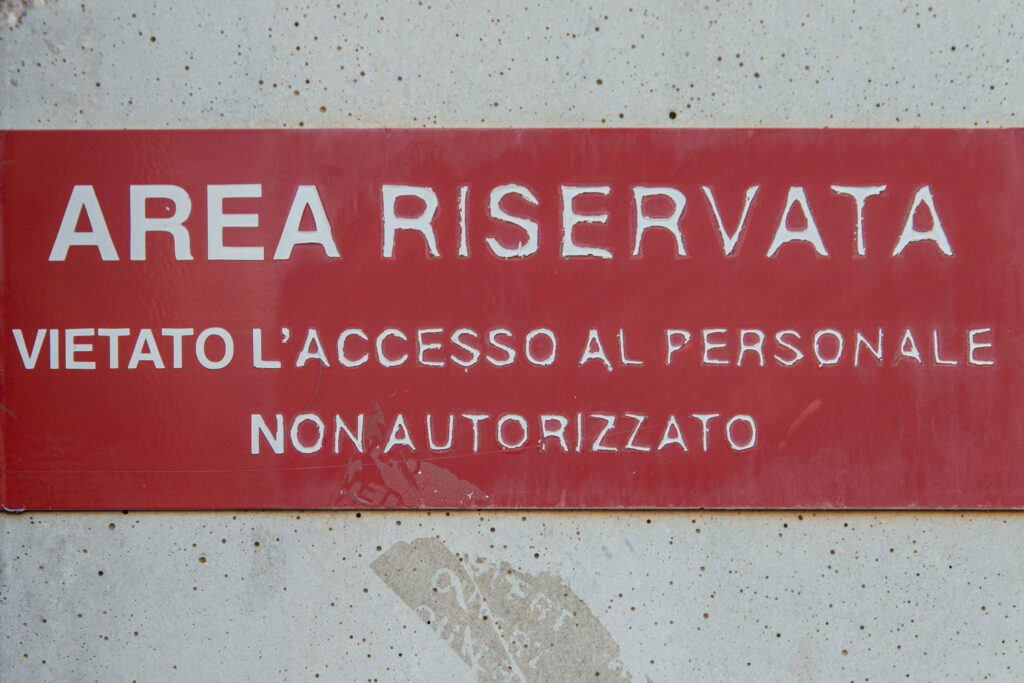 AREA RISERVATA
VIETATO L'ACCESSO AL PERSONALE
NON AUTORIZZATO